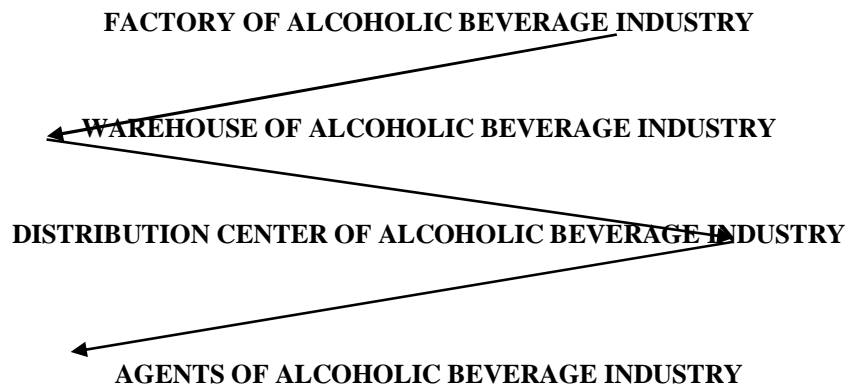 FACTORY OF ALCOHOLIC BEVERAGE INDUSTRY
WAREHOUSE OF ALCOHOLIC BEVERAGE INDUSTRY
DISTRIBUTION CENTER OF ALCOHOLIC BEVERAGE INDUSTRY
AGENTS OF ALCOHOLIC BEVERAGE INDUSTRY